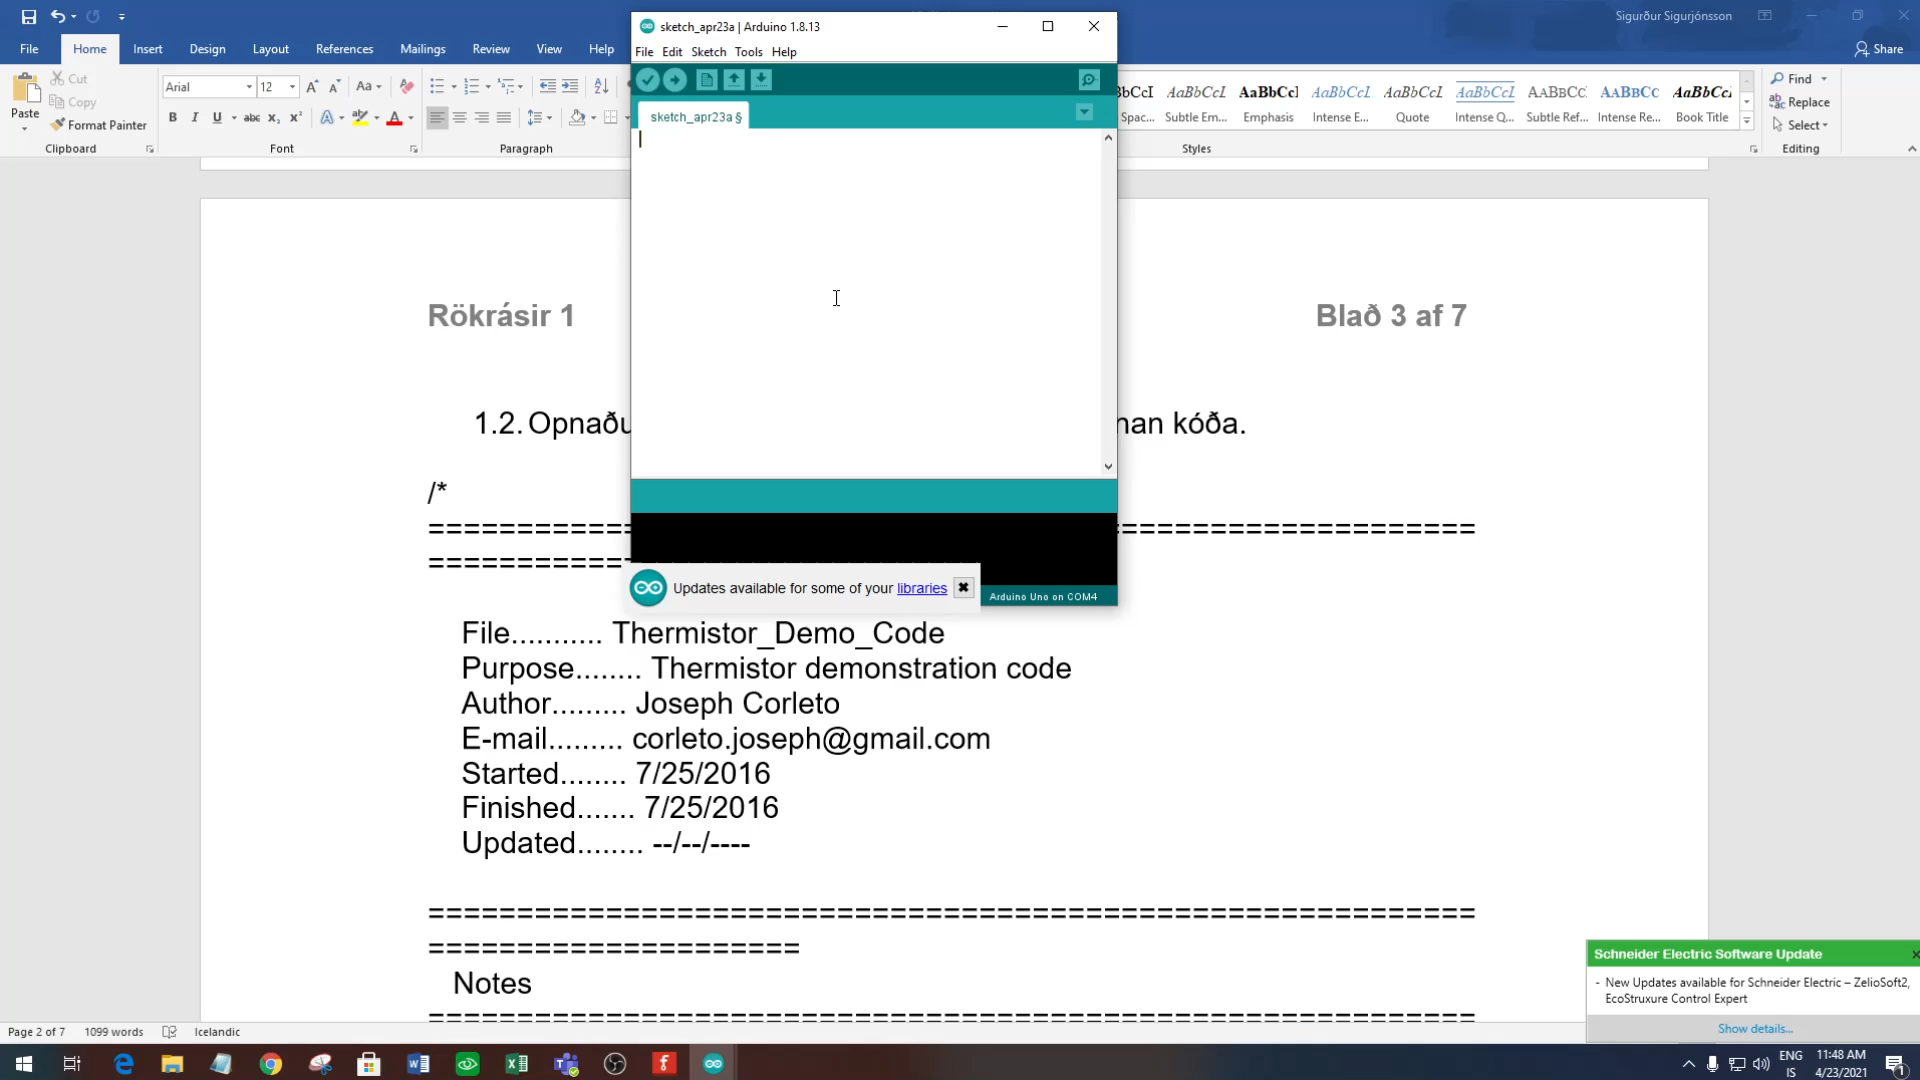 Sigurður Sigurjónsson
File Home Insert Design Layout References Mailings Review View Help
Share
Cut
Copy
Paste
Format Painter
Clipboard
Arial 12
Font
Paragraph
Subtle Em...
Emphasis
Intense E...
Quote
Intense Q...
Subtle Ref...
Intense Re...
Book Title
Styles
Find
Replace
Select
Editing
sketch_apr23a | Arduino 1.8.13
File Edit Sketch Tools Help
sketch_apr23a §
Updates available for some of your libraries
Arduino Uno on COM4
Rökrásir 1
Blað 3 af 7
1.2.
kóða.
/*
File........... Thermistor_Demo_Code
Purpose........ Thermistor demonstration code
Author......... Joseph Corleto
E-mail......... corleto.joseph@gmail.com
Started........ 7/25/2016
Finished....... 7/25/2016
Updated........ --/--/----
Notes
Schneider Electric Software Update
- New Updates available for Schneider Electric – ZelioSoft2,
EcoStruxure Control Expert
Show details...
Page 2 of 7 1099 words Icelandic
ENG
IS
11:48 AM
4/23/2021